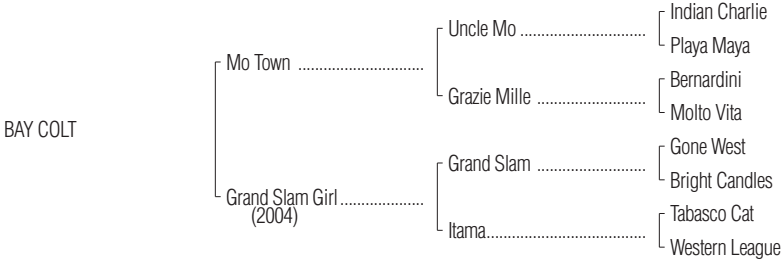 Indian Charlie
Uncle Mo ..............................
Playa Maya
Mo Town ..............................
Bernardini
Grazie Mille ..........................
Molto Vita
BAY COLT
Gone West
Grand Slam ..........................
Bright Candles
Grand Slam Girl ....................
(2004)
Tabasco Cat
Itama......................................
Western League